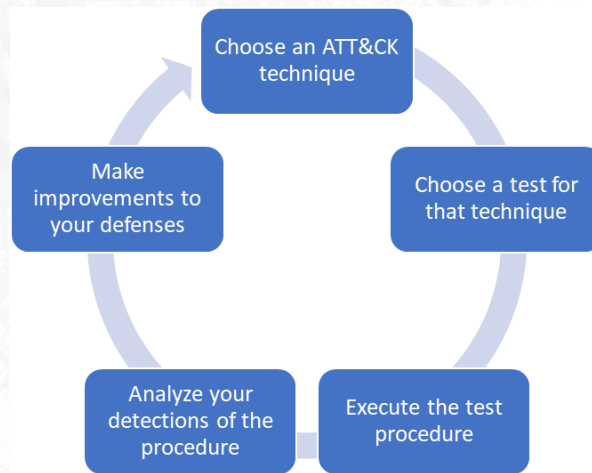 Choose an ATT&CK
technique
Choose a test for
that technique
Execute the test
procedure
Analyze your
detections of the
procedure
Make
improvements to
your defenses